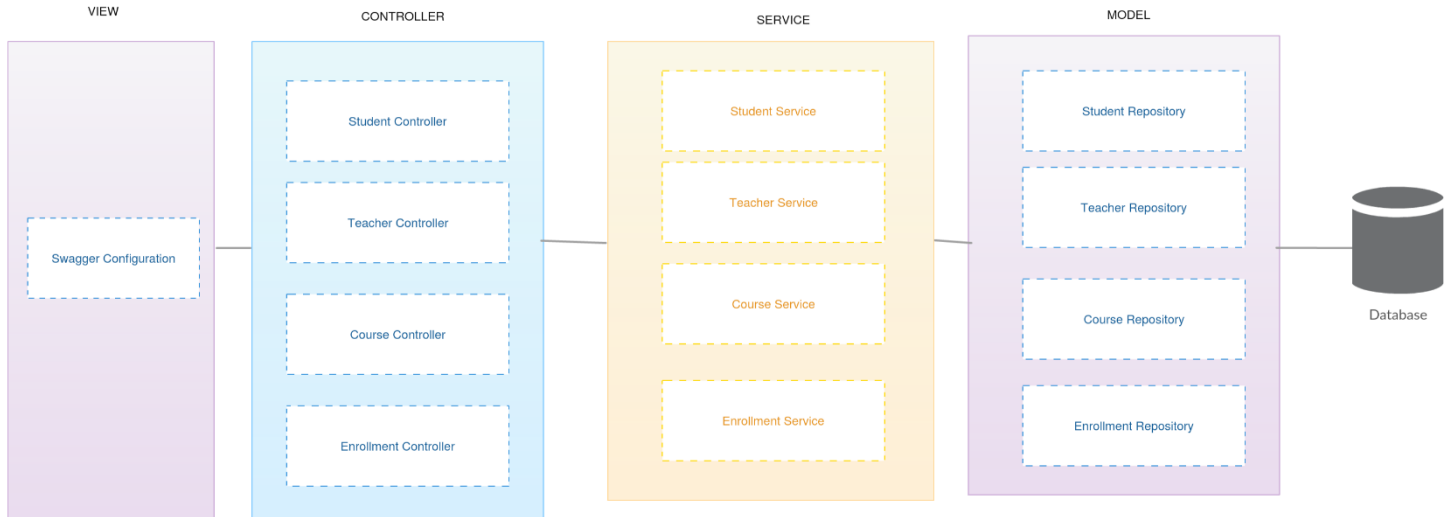 VIEW
CONTROLLER
SERVICE
MODEL
Swagger Configuration
Student Controller
Teacher Controller
Course Controller
Enrollment Controller
Student Service
Teacher Service
Course Service
Enrollment Service
Student Repository
Teacher Repository
Course Repository
Enrollment Repository
Database